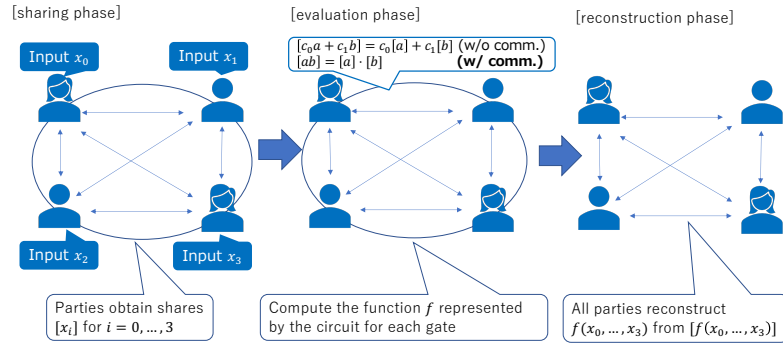 [sharing phase]
[evaluation phase]
[reconstruction phase]
Input x₀
Input x₁
Input x₂
Input x₃
[c₀a + c₁b] = c₀[a] + c₁[b] (w/o comm.)
[ab] = [a] · [b] (w/ comm.)
Parties obtain shares
[xᵢ] for i = 0, … , 3
Compute the function f represented
by the circuit for each gate
All parties reconstruct
f(x₀, … , x₃) from [f(x₀, … , x₃)]